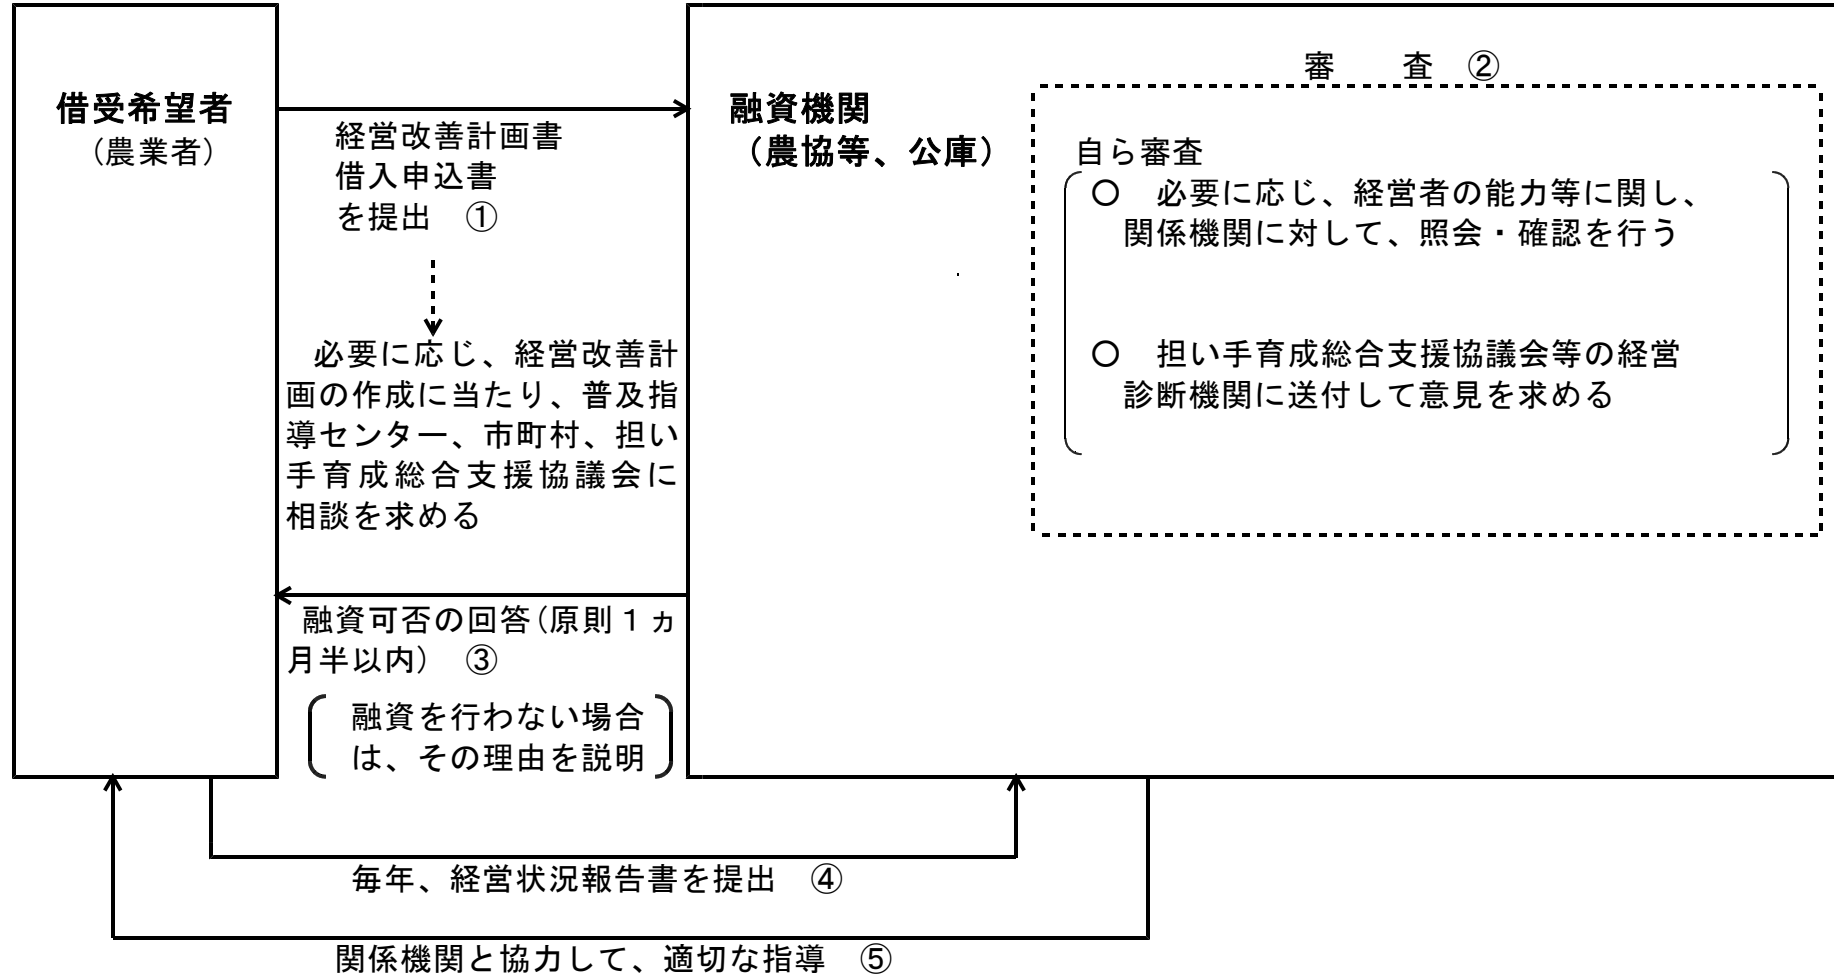 借受希望者
（農業者）
経営改善計画書
借入申込書
を提出　①
必要に応じ、経営改善計
画の作成に当たり、普及指
導センター、市町村、担い
手育成総合支援協議会に
相談を求める
融資可否の回答（原則１ヵ
月半以内）　③
融資を行わない場合
は、その理由を説明
融資機関
（農協等、公庫）
審　査　②
自ら審査
○　必要に応じ、経営者の能力等に関し、
関係機関に対して、照会・確認を行う
○　担い手育成総合支援協議会等の経営
診断機関に送付して意見を求める
毎年、経営状況報告書を提出　④
関係機関と協力して、適切な指導　⑤